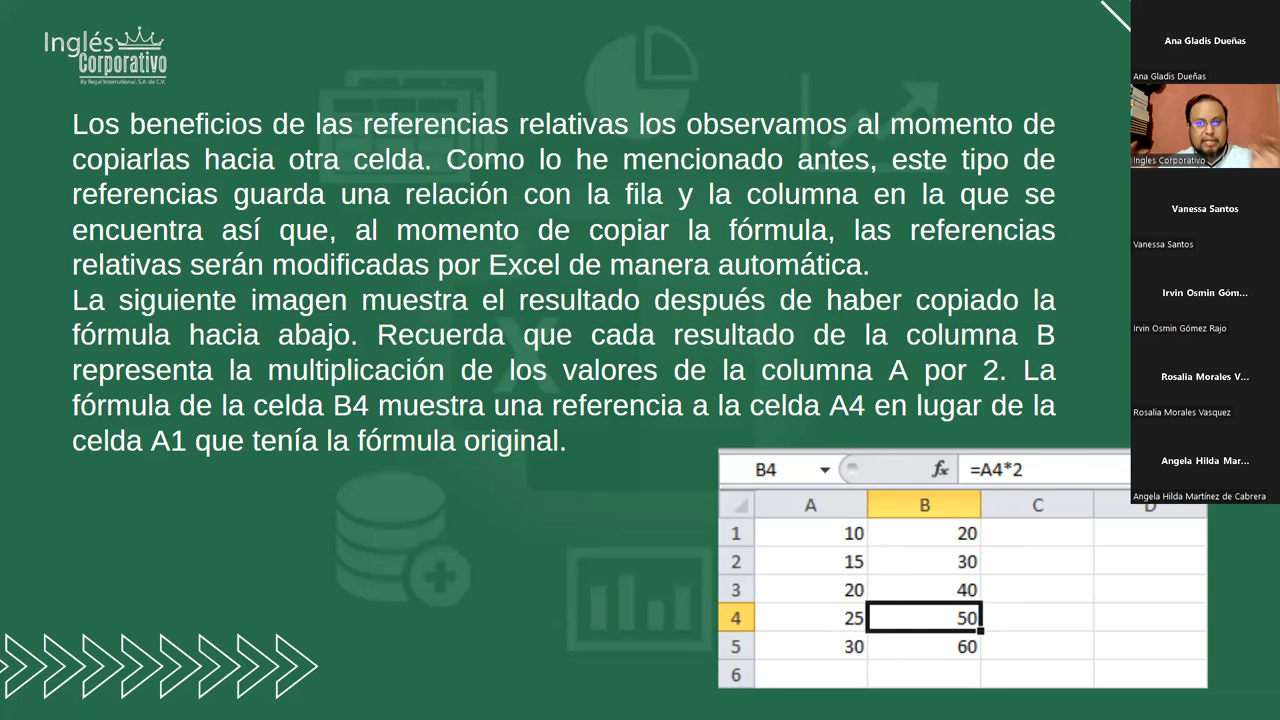 Inglés
Corporativo
By Regal International, S.A. de C.V.
Los beneficios de las referencias relativas los observamos al momento de
copiarlas hacia otra celda. Como lo he mencionado antes, este tipo de
referencias guarda una relación con la fila y la columna en la que se
encuentra así que, al momento de copiar la fórmula, las referencias
relativas serán modificadas por Excel de manera automática.
La siguiente imagen muestra el resultado después de haber copiado la
fórmula hacia abajo. Recuerda que cada resultado de la columna B
representa la multiplicación de los valores de la columna A por 2. La
fórmula de la celda B4 muestra una referencia a la celda A4 en lugar de la
celda A1 que tenía la fórmula original.
B4 fx =A4*2
A B C D
1 10 20
2 15 30
3 20 40
4 25 50
5 30 60
6
Ana Gladis Dueñas
Ana Gladis Dueñas
Ingles Corporativo
Vanessa Santos
Vanessa Santos
Irvin Osmin Góm...
Irvin Osmin Gómez Rajo
Rosalia Morales V...
Rosalia Morales Vasquez
Angela Hilda Mar...
Angela Hilda Martínez de Cabrera